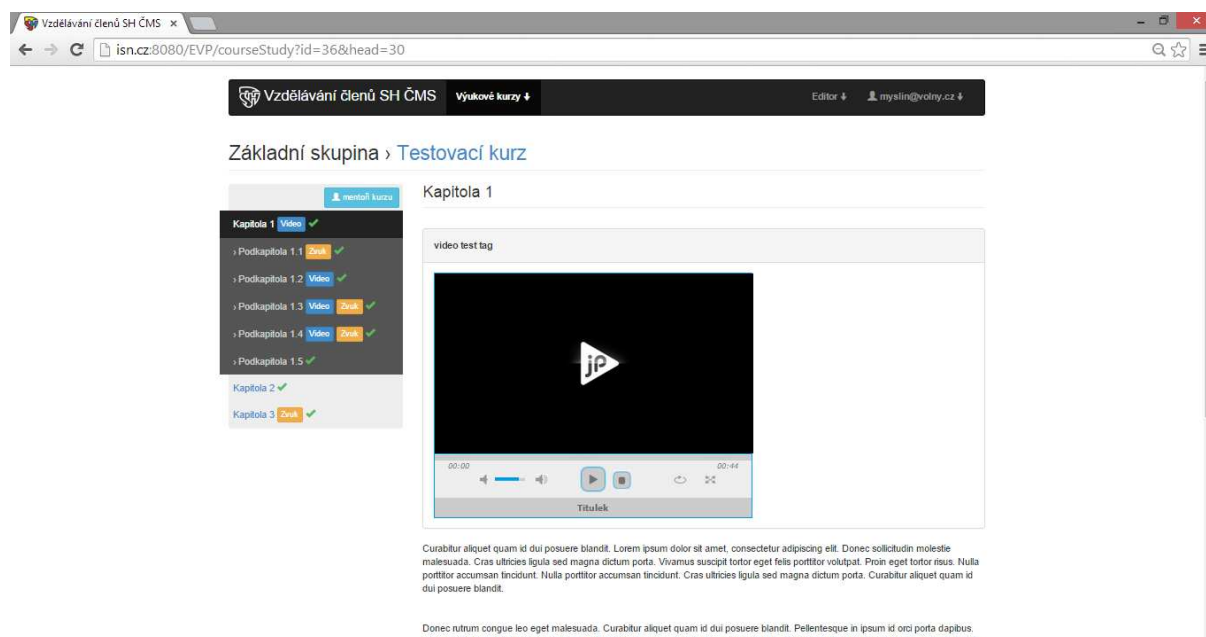 Vzdělávání členů SH ČMS
isn.cz:8080/EVP/courseStudy?id=36&head=30
Vzdělávání členů SH ČMS Výukové kurzy Editor myslin@volny.cz
Základní skupina › Testovací kurz
mentoři kurzu
Kapitola 1 Video
› Podkapitola 1.1 Zvuk
› Podkapitola 1.2 Video
› Podkapitola 1.3 Video Zvuk
› Podkapitola 1.4 Video Zvuk
› Podkapitola 1.5
Kapitola 2
Kapitola 3 Zvuk
Kapitola 1
video test tag
jP
00:00 00:44
Titulek
Curabitur aliquet quam id dui posuere blandit. Lorem ipsum dolor sit amet, consectetur adipiscing elit. Donec sollicitudin molestie
malesuada. Cras ultricies ligula sed magna dictum porta. Vivamus suscipit tortor eget felis porttitor volutpat. Proin eget tortor risus. Nulla
porttitor accumsan tincidunt. Nulla porttitor accumsan tincidunt. Cras ultricies ligula sed magna dictum porta. Curabitur aliquet quam id
dui posuere blandit.
Donec rutrum congue leo eget malesuada. Curabitur aliquet quam id dui posuere blandit. Pellentesque in ipsum id orci porta dapibus.